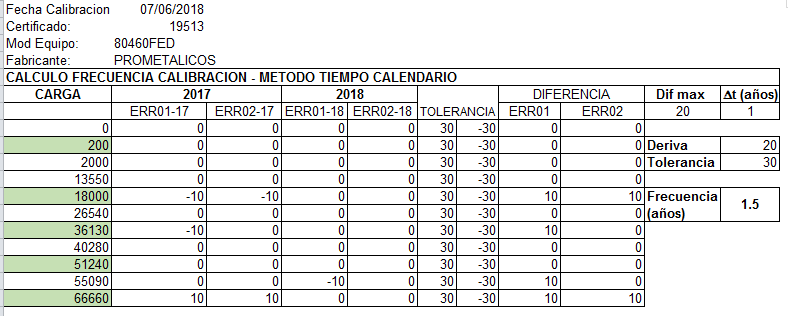 Fecha Calibracion 07/06/2018
Certificado: 19513
Mod Equipo: 80460FED
Fabricante: PROMETALICOS
CALCULO FRECUENCIA CALIBRACION - METODO TIEMPO CALENDARIO
CARGA 2017 2018 TOLERANCIA DIFERENCIA Dif max Δt (años)
ERR01-17 ERR02-17 ERR01-18 ERR02-18 ERR01 ERR02 20 1
0 0 0 0 0 30 -30 0 0
200 0 0 0 0 30 -30 0 0 Deriva 20
2000 0 0 0 0 30 -30 0 0 Tolerancia 30
13550 0 0 0 0 30 -30 0 0
18000 -10 -10 0 0 30 -30 10 10 Frecuencia (años) 1.5
26540 0 0 0 0 30 -30 0 0
36130 -10 0 0 0 30 -30 10 0
40280 0 0 0 0 30 -30 0 0
51240 0 0 0 0 30 -30 0 0
55090 0 0 -10 0 30 -30 10 0
66660 10 10 0 0 30 -30 10 10